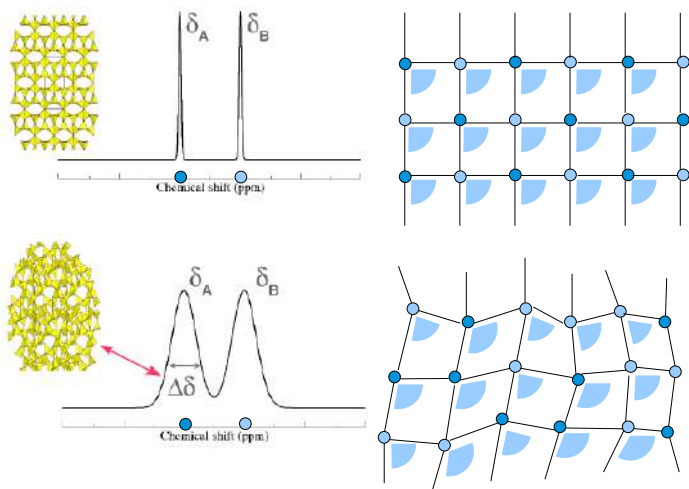 δA δB
Chemical shift (ppm)
δA δB
Δδ
Chemical shift (ppm)